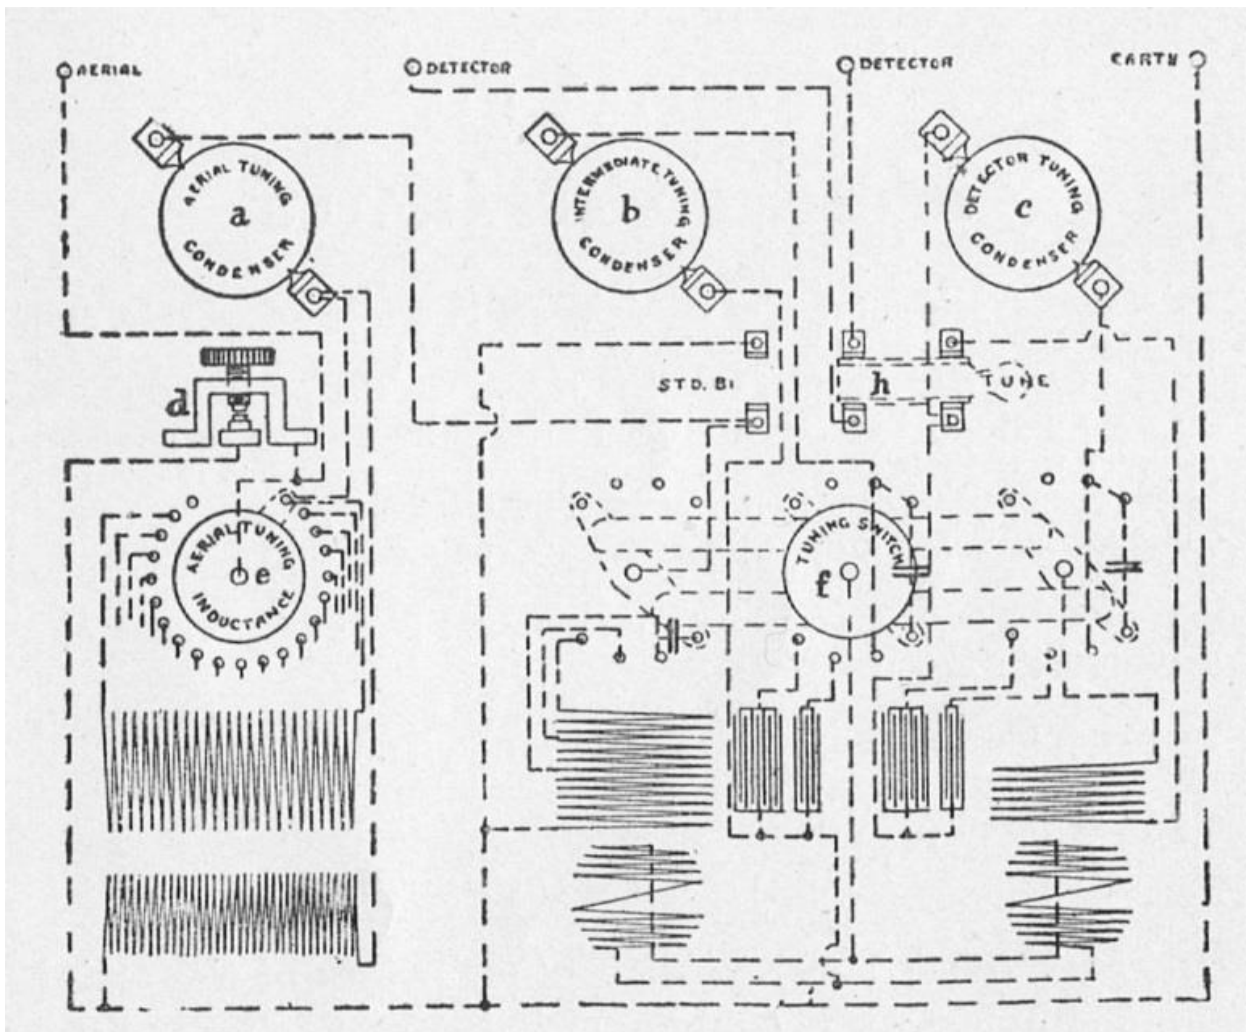 AERIAL
DETECTOR
DETECTOR
EARTH
AERIAL TUNING
a
CONDENSER
INTERMEDIATE TUNING
b
CONDENSER
DETECTOR TUNING
c
CONDENSER
d
STD. BI
h
TUNE
AERIAL TUNING
e
INDUCTANCE
TUNING SWITCH
f